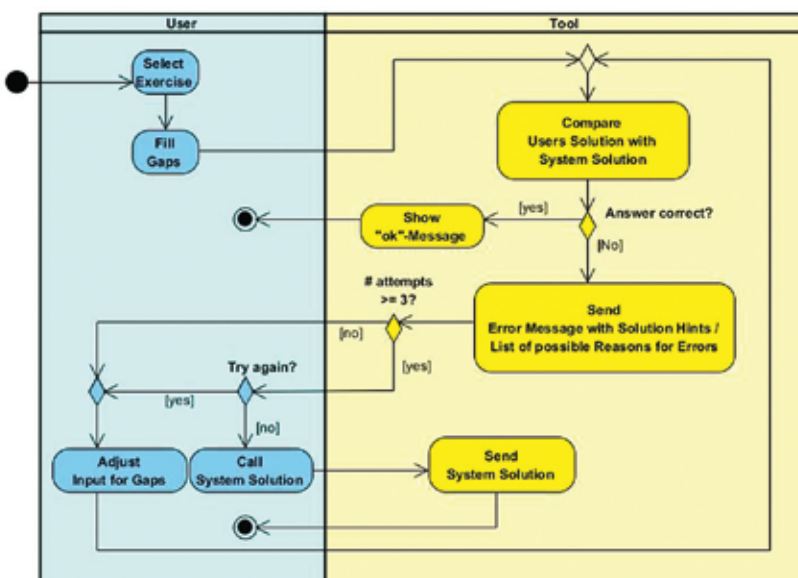 User
Tool
Select
Exercise
Fill
Gaps
Compare
Users Solution with
System Solution
Answer correct?
[yes]
[No]
Show
"ok"-Message
# attempts
>= 3?
Send
Error Message with Solution Hints /
List of possible Reasons for Errors
[no]
[yes]
Try again?
[yes]
[no]
Adjust
Input for Gaps
Call
System Solution
Send
System Solution